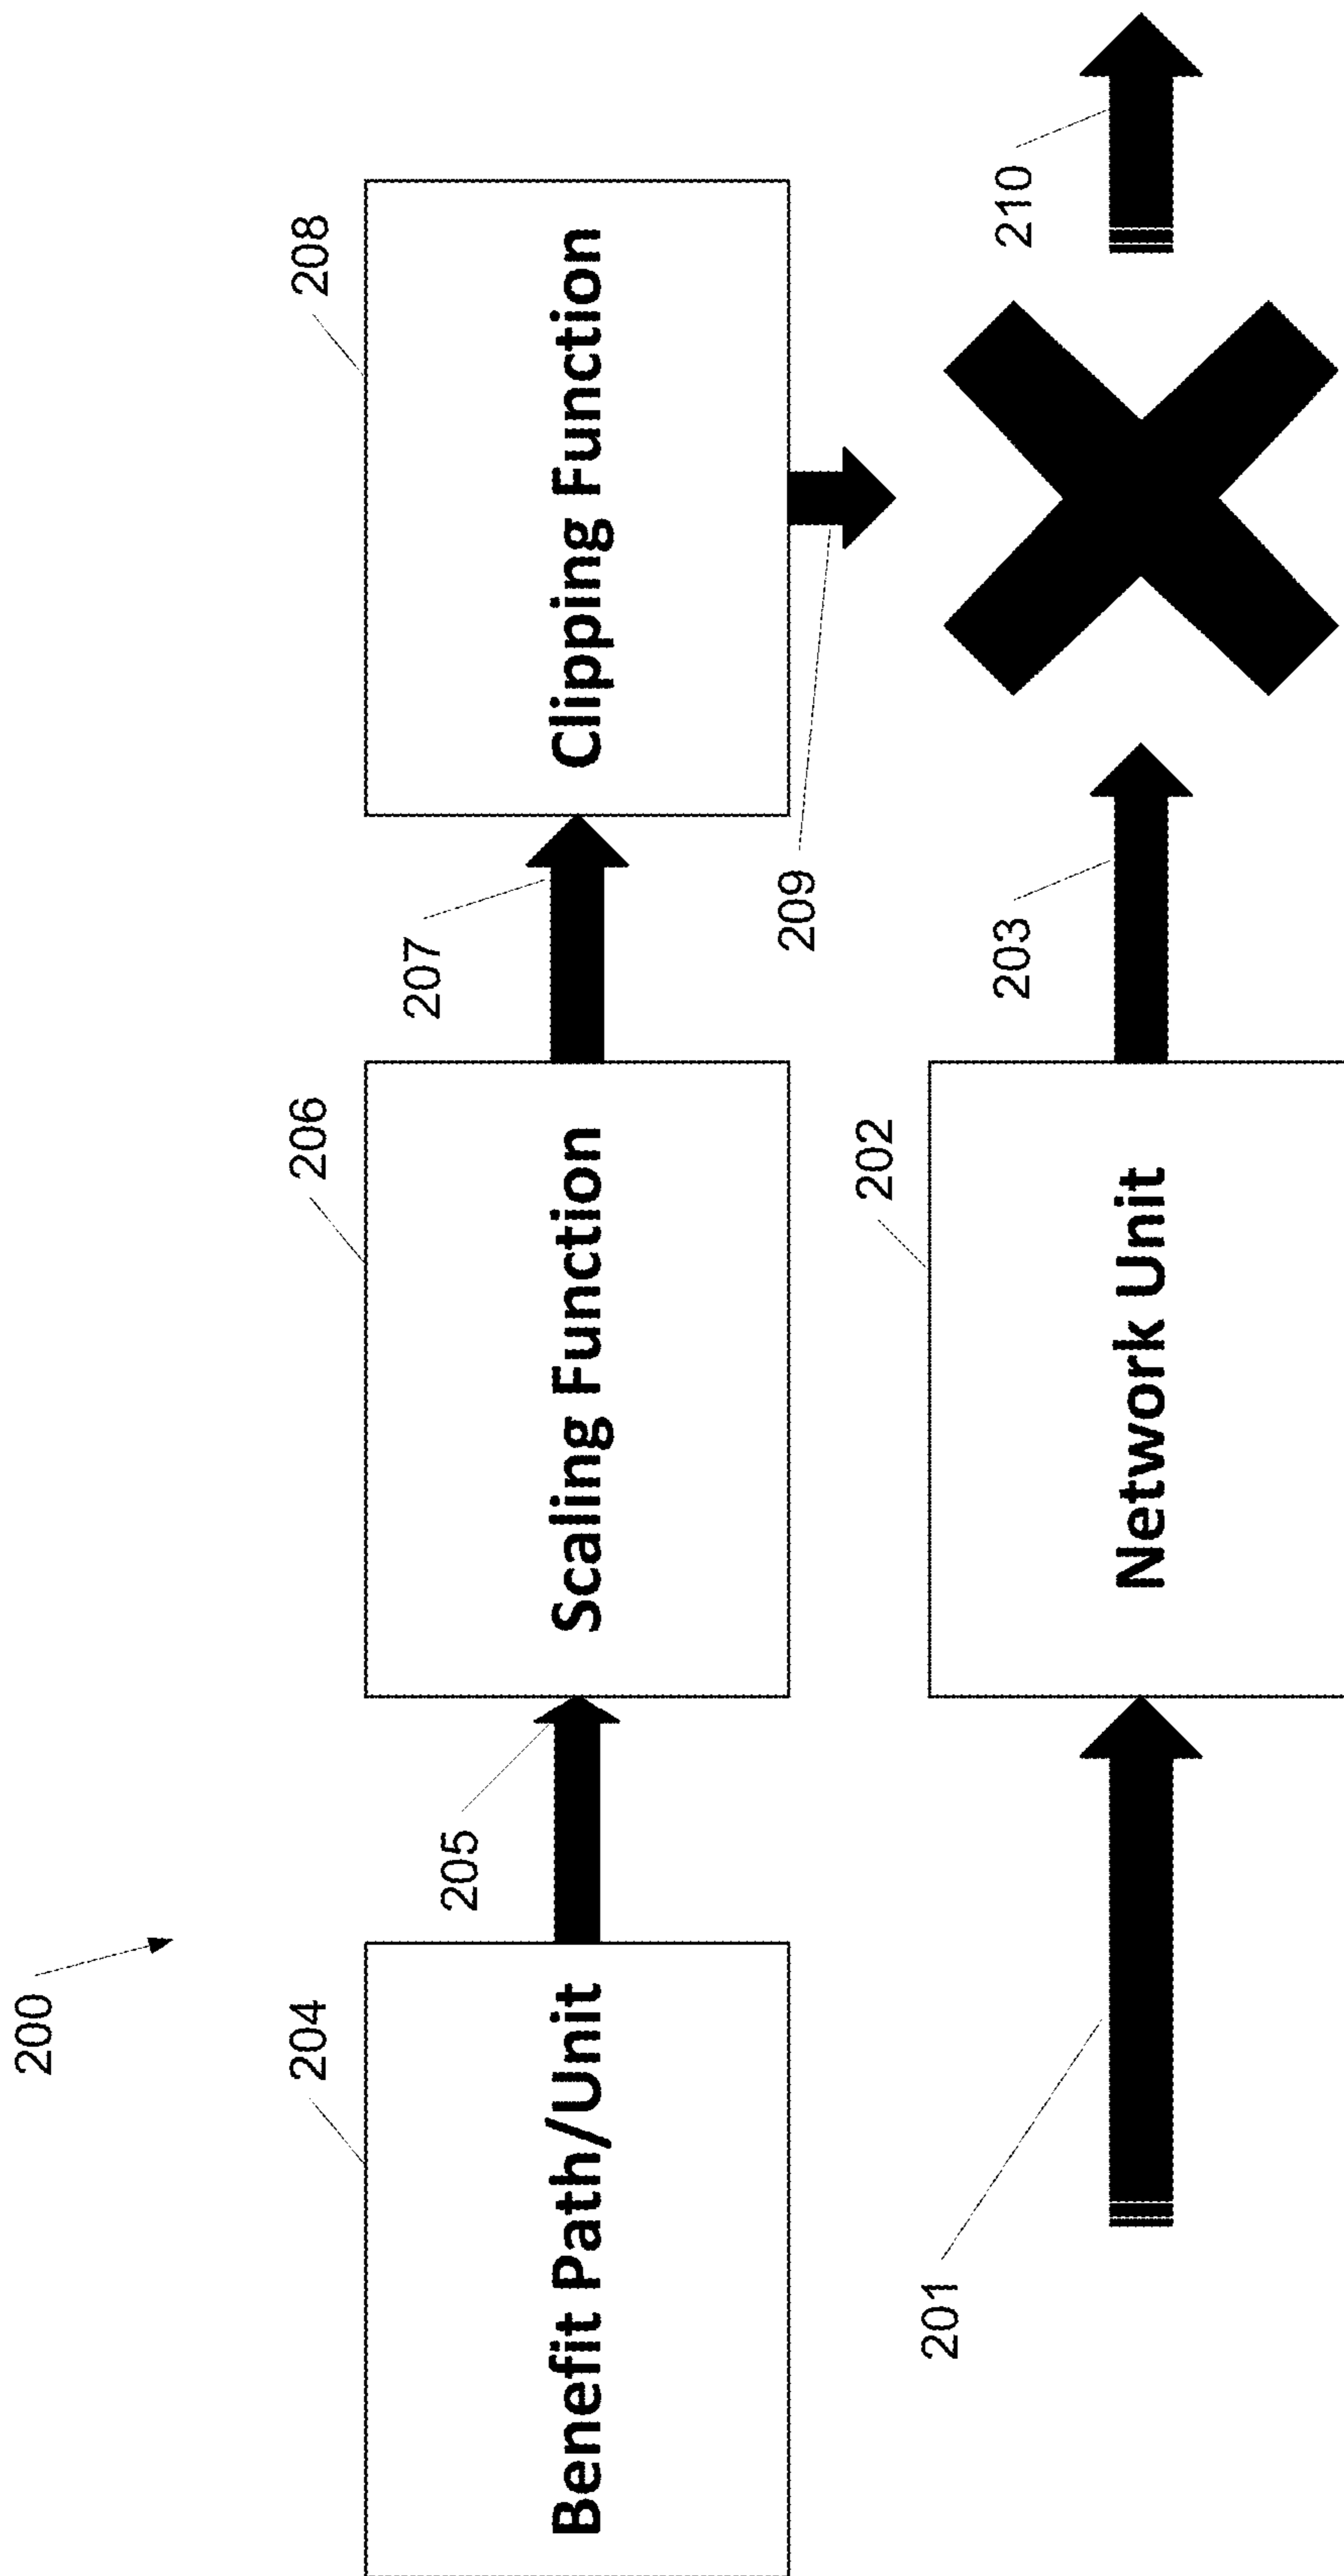 200
204
Benefit Path/Unit
205
206
Scaling Function
207
208
Clipping Function
209
201
202
Network Unit
203
210